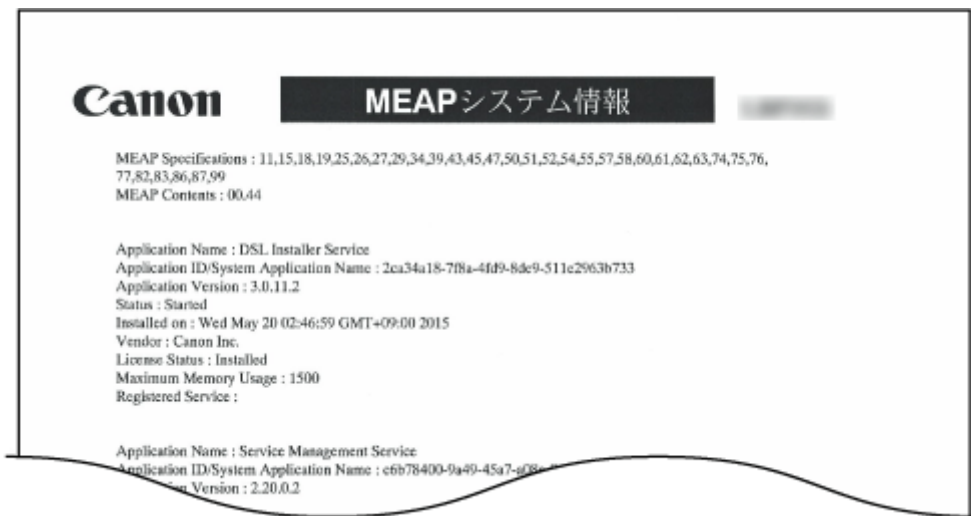 Canon
MEAPシステム情報
MEAP Specifications : 11,15,18,19,25,26,27,29,34,39,43,45,47,50,51,52,54,55,57,58,60,61,62,63,74,75,76,
77,82,83,86,87,99
MEAP Contents : 00.44
Application Name : DSL Installer Service
Application ID/System Application Name : 2ca34a18-7f8a-4fd9-8de9-511c2963b733
Application Version : 3.0.11.2
Status : Started
Installed on : Wed May 20 02:46:59 GMT+09:00 2015
Vendor : Canon Inc.
License Status : Installed
Maximum Memory Usage : 1500
Registered Service :
Application Name : Service Management Service
Application ID/System Application Name : e6b78400-9a49-45a7-a08c
Version : 2.20.0.2